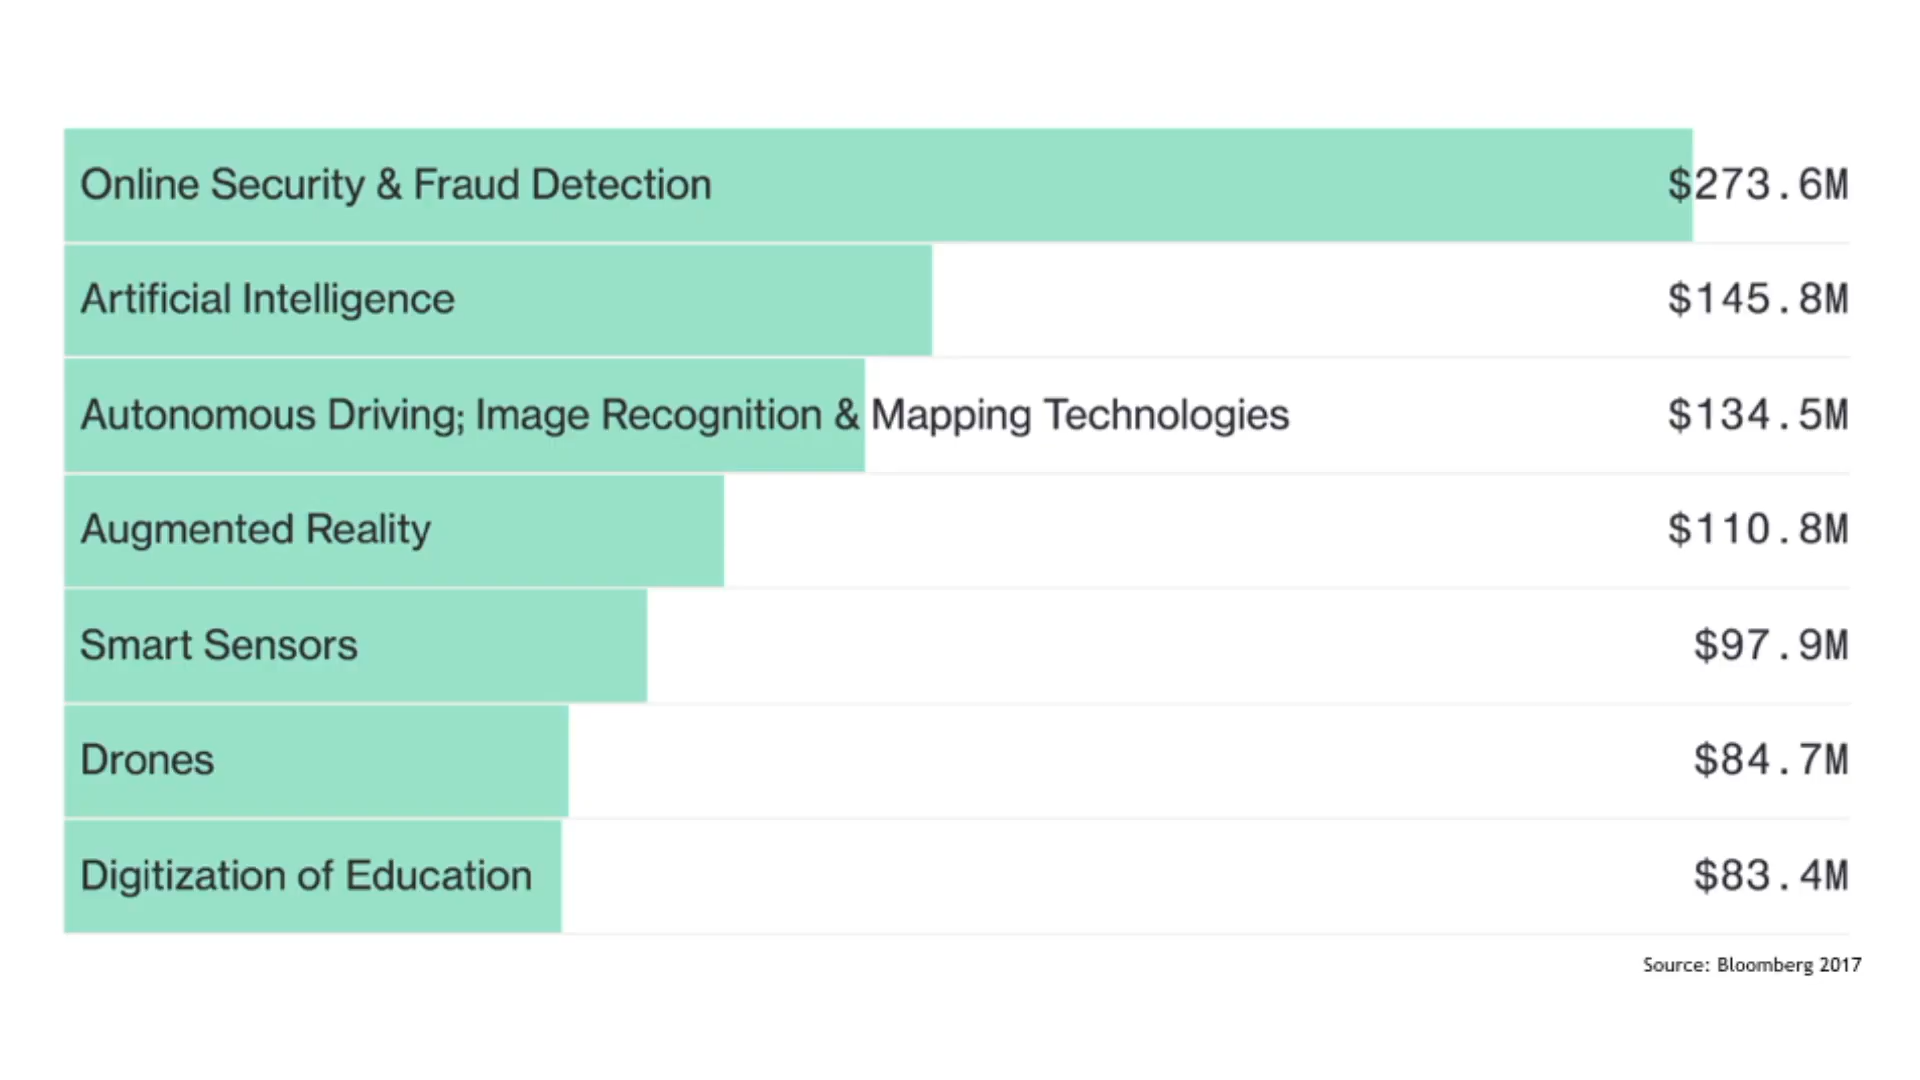 Online Security & Fraud Detection $273.6M
Artificial Intelligence $145.8M
Autonomous Driving; Image Recognition & Mapping Technologies $134.5M
Augmented Reality $110.8M
Smart Sensors $97.9M
Drones $84.7M
Digitization of Education $83.4M
Source: Bloomberg 2017